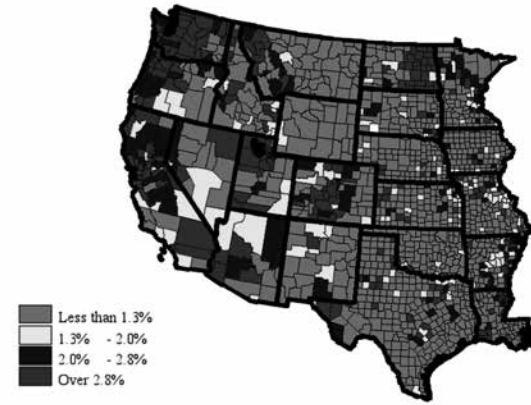 Less than 1.3%
1.3% - 2.0%
2.0% - 2.8%
Over 2.8%